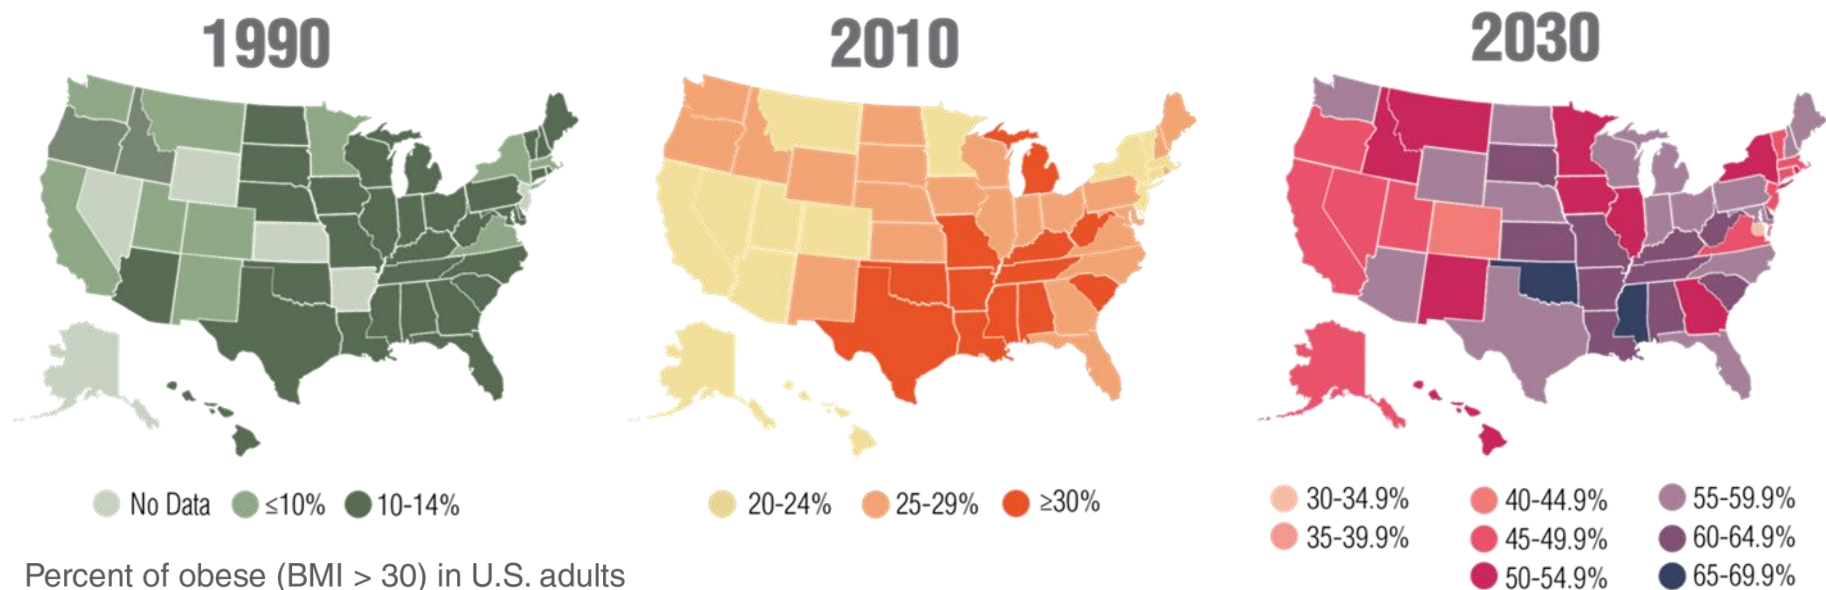 1990
2010
2030
No Data ≤10% 10-14%
20-24% 25-29% ≥30%
30-34.9% 40-44.9% 55-59.9%
35-39.9% 45-49.9% 60-64.9%
50-54.9% 65-69.9%
Percent of obese (BMI > 30) in U.S. adults